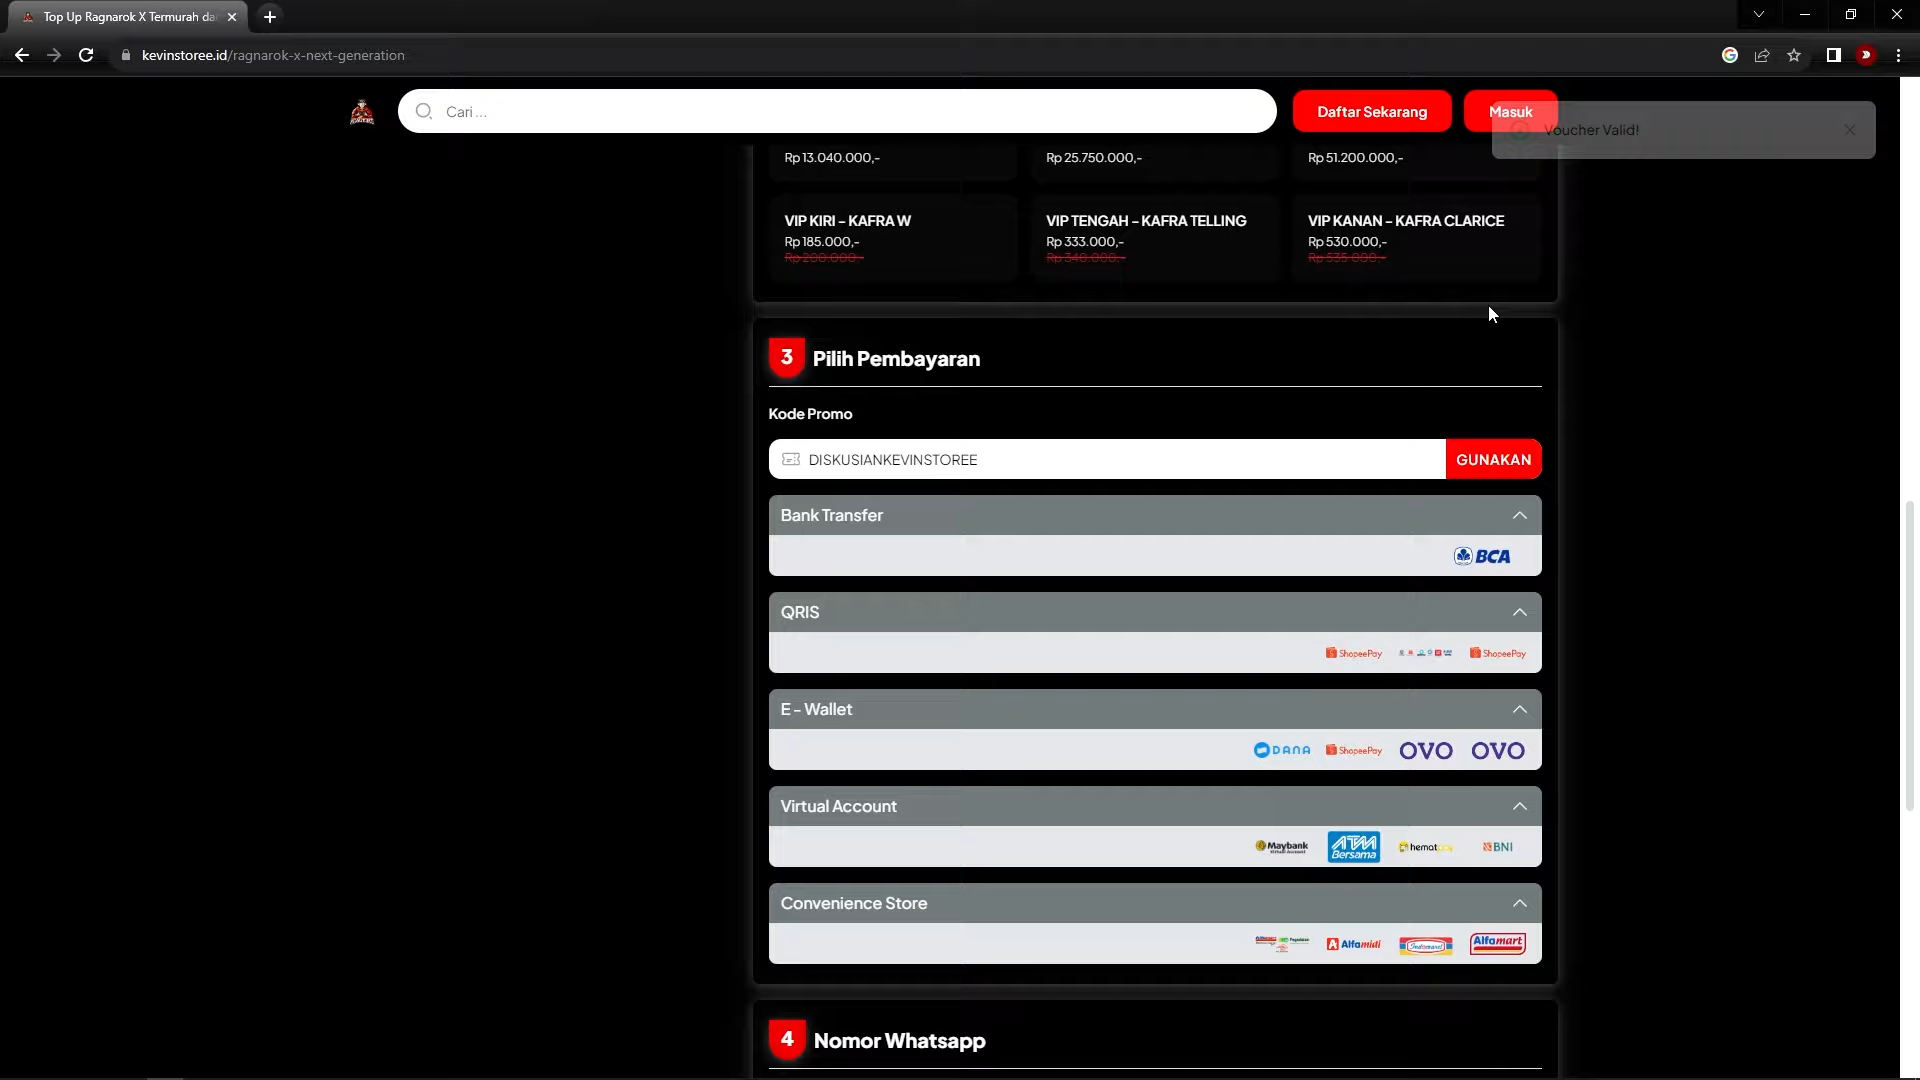 Top Up Ragnarok X Termurah da
kevinstoree.id/ragnarok-x-next-generation
Cari ...
Daftar Sekarang
Masuk
Voucher Valid!
Rp 13.040.000,-
Rp 25.750.000,-
Rp 51.200.000,-
VIP KIRI - KAFRA W
Rp 185.000,-
Rp 200.000,-
VIP TENGAH - KAFRA TELLING
Rp 333.000,-
Rp 340.000,-
VIP KANAN - KAFRA CLARICE
Rp 530.000,-
Rp 535.000,-
3 Pilih Pembayaran
Kode Promo
DISKUSIANKEVINSTOREE
GUNAKAN
Bank Transfer
BCA
QRIS
ShopeePay
ShopeePay
E - Wallet
DANA
ShopeePay
OVO
OVO
Virtual Account
Maybank
Virtual Account
ATM
Bersama
hematpay
BNI
Convenience Store
Alfamidi
Indomaret
Alfamart
4 Nomor Whatsapp